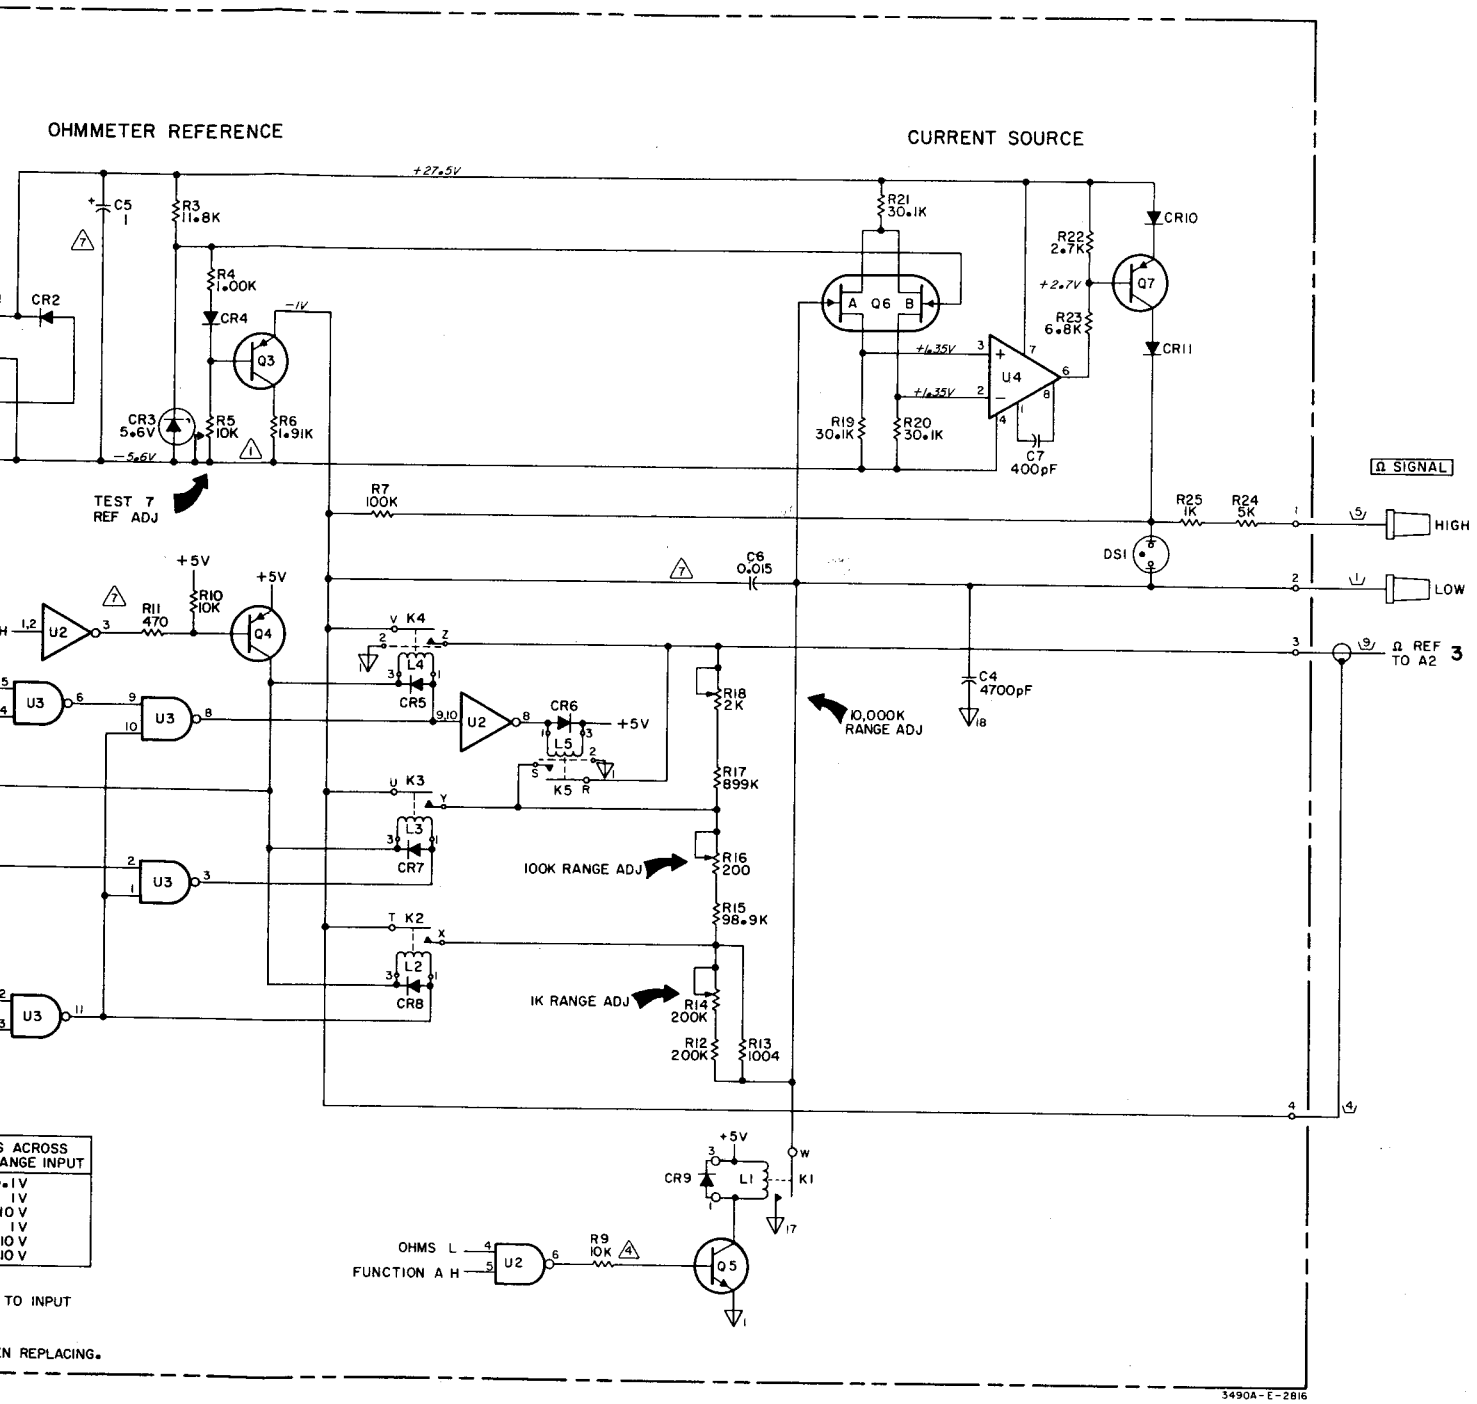 OHMMETER REFERENCE
CURRENT SOURCE
+27.5V
+
C5
1
7
R3
11.8K
R21
30.1K
CR10
R22
2.7K
R4
1.00K
CR2
-1V
CR4
Q3
A Q6 B
+2.7V
Q7
R23
6.8K
CR11
+1.35V
3
+
7
U4
6
8
+1.35V
2
−
1
4
CR3
5.6V
R5
10K
R6
1.91K
R19
30.1K
R20
30.1K
C7
400pF
-5.6V
1
TEST 7
REF ADJ
R7
100K
Ω SIGNAL
R25
1K
R24
5K
1
5
HIGH
DS1
C6
0.015
7
2
1
LOW
+5V
+5V
7
R11
470
R10
10K
H
1,2
U2
3
Q4
V
K4
2
Z
1
3
L4
1
CR5
3
9
Ω REF
TO A2
3
C4
4700pF
18
10,000K
RANGE ADJ
R18
2K
5
4
U3
6
9
10
U3
8
9,10
U2
8
CR6
+5V
1
L5
3
2
S
1
K5
R
R17
899K
U
K3
Y
3
L3
1
CR7
100K RANGE ADJ
R16
200
2
1
U3
3
R15
98.9K
T
K2
X
3
L2
1
CR8
1K RANGE ADJ
R14
200K
2
3
U3
11
R12
200K
R13
1004
4
4
S ACROSS
ANGE INPUT
.1V
1V
10V
1V
10V
10V
+5V
3
CR9
L1
W
K1
1
17
OHMS L
4
FUNCTION A H
5
U2
6
R9
10K
4
Q5
1
TO INPUT
EN REPLACING.
3490A-E-2816